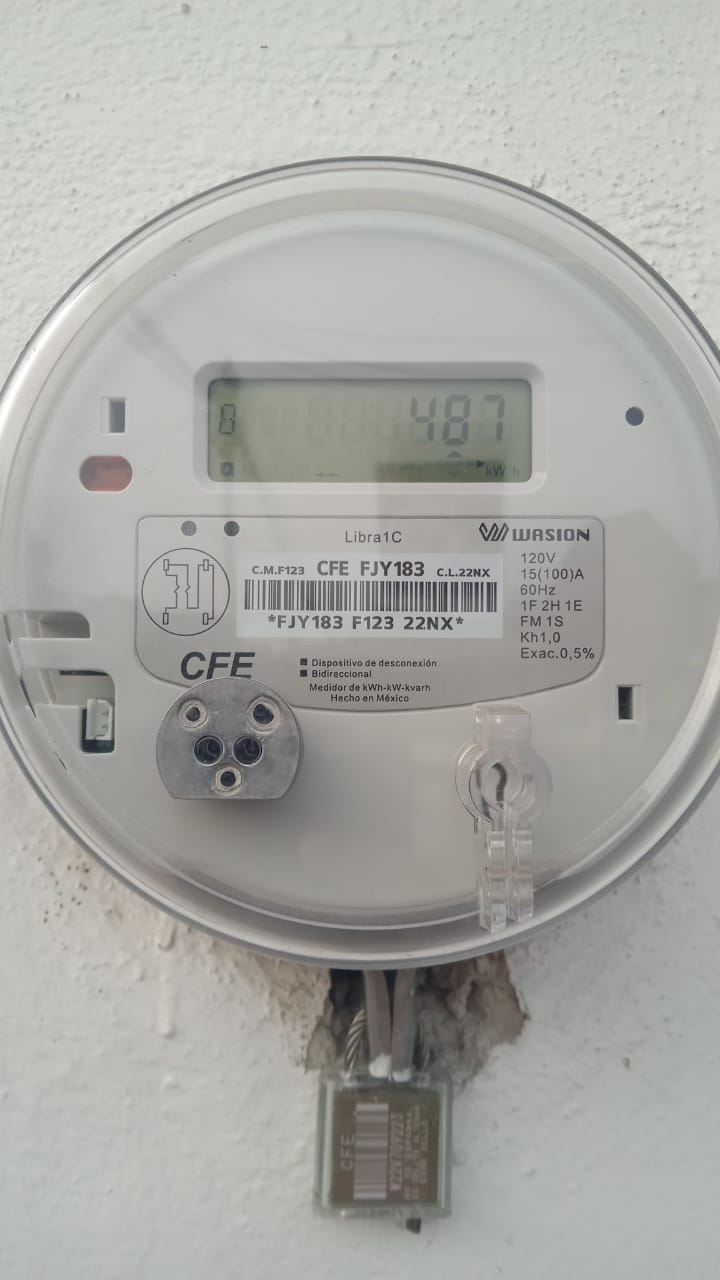 8 487
A kWh
Libra1C WASION
C.M.F123 CFE FJY183 C.L.22NX
*FJY183 F123 22NX*
120V
15(100)A
60Hz
1F 2H 1E
FM 1S
Kh1,0
Exac.0,5%
CFE
Dispositivo de desconexión
Bidireccional
Medidor de kWh-kW-kvarh
Hecho en México
CFE